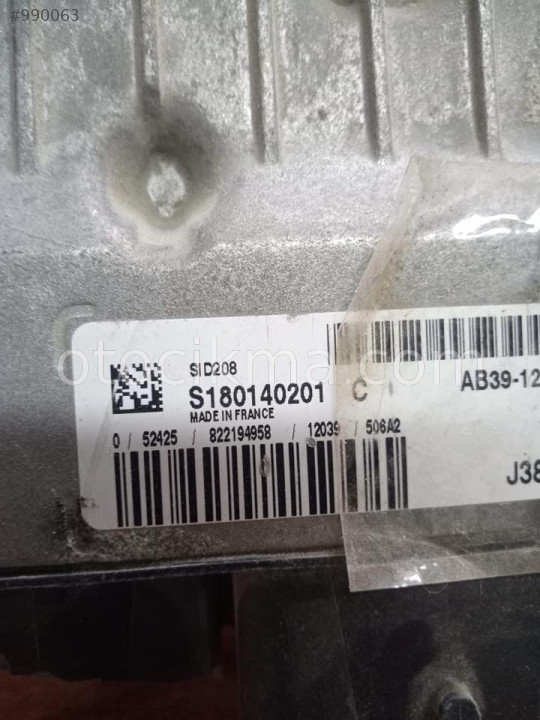 #990063
otocikma.com
SID208
S180140201 C
AB39-12
MADE IN FRANCE
0 / 52425 / 822194958 / 12039 / 506A2
J38